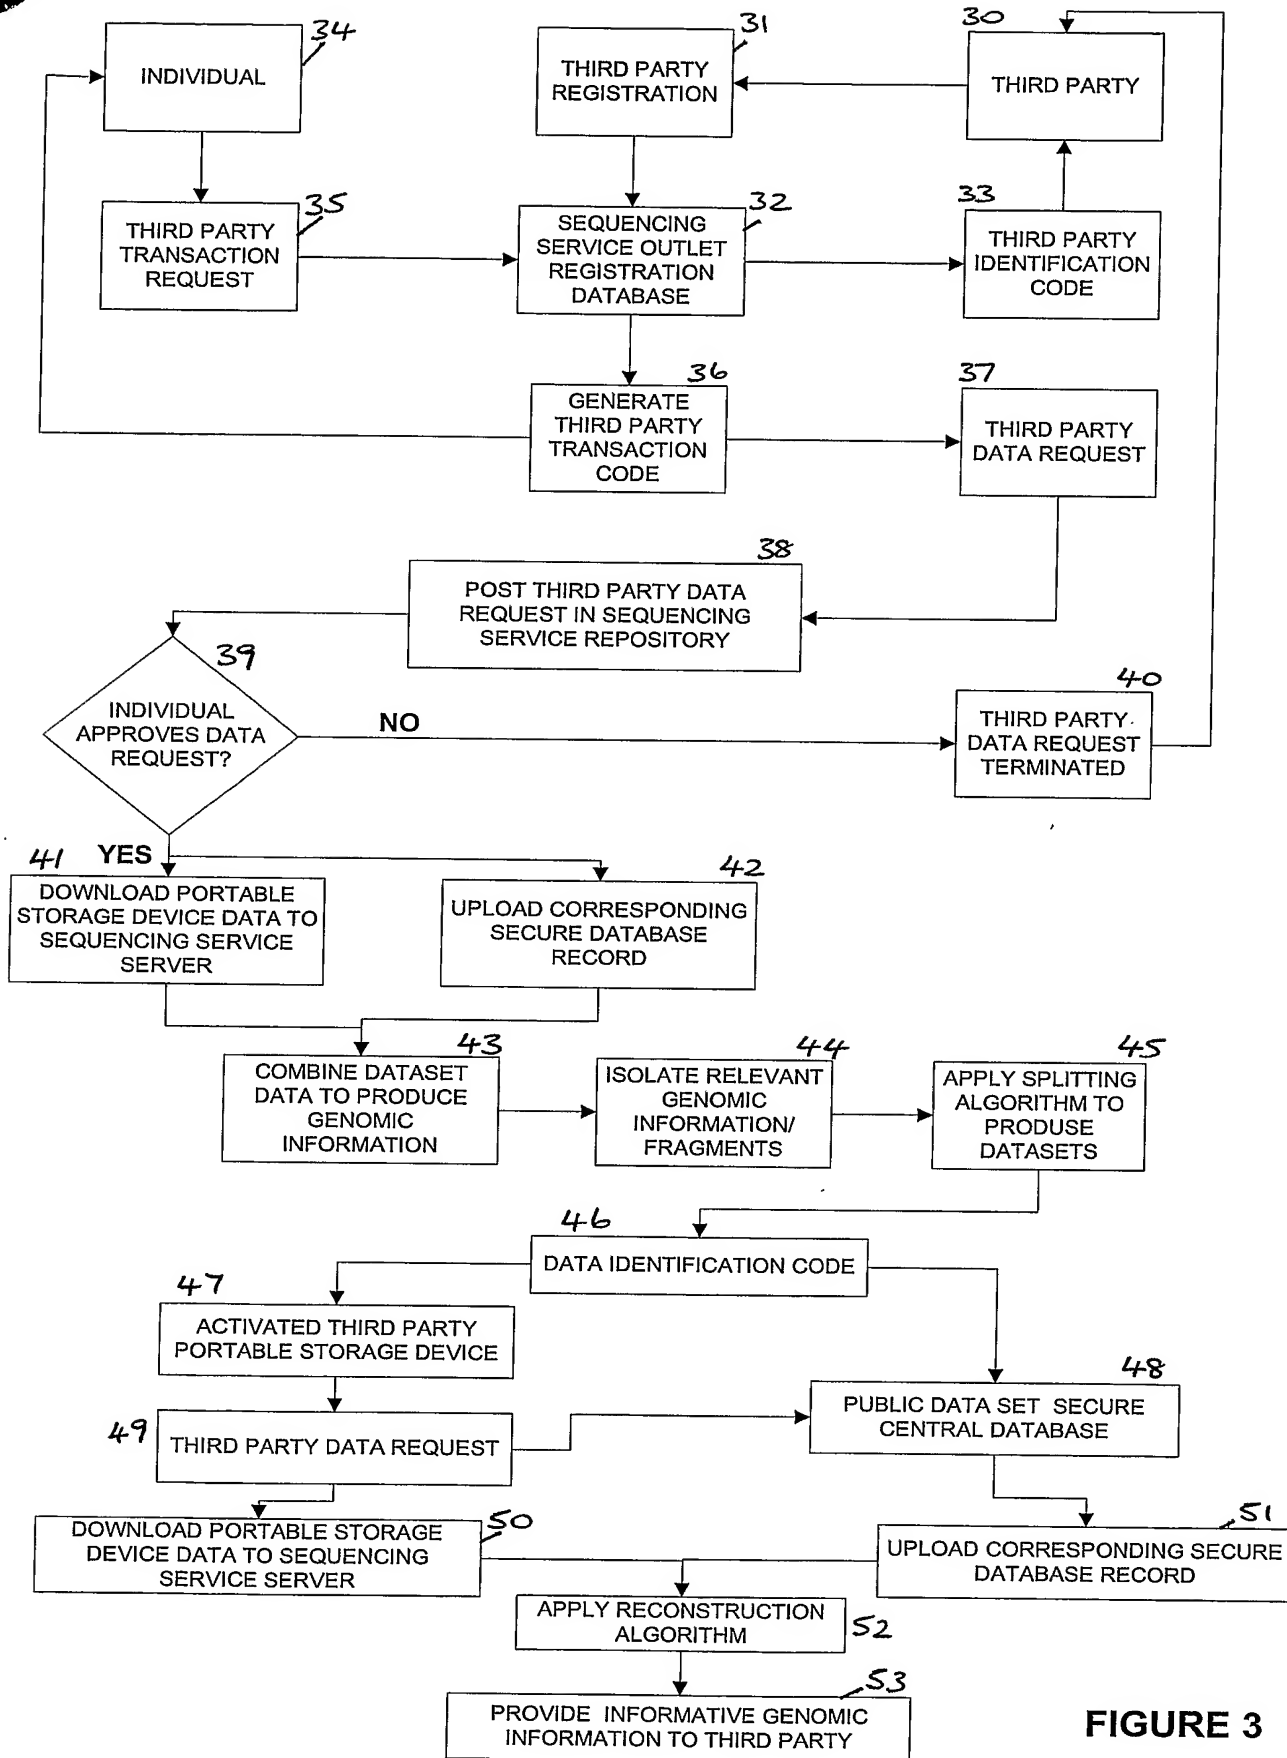 34
INDIVIDUAL
31
THIRD PARTY
REGISTRATION
30
THIRD PARTY
35
THIRD PARTY
TRANSACTION
REQUEST
32
SEQUENCING
SERVICE OUTLET
REGISTRATION
DATABASE
33
THIRD PARTY
IDENTIFICATION
CODE
36
GENERATE
THIRD PARTY
TRANSACTION
CODE
37
THIRD PARTY
DATA REQUEST
38
POST THIRD PARTY DATA
REQUEST IN SEQUENCING
SERVICE REPOSITORY
39
INDIVIDUAL
APPROVES DATA
REQUEST?
NO
40
THIRD PARTY
DATA REQUEST
TERMINATED
YES
41
DOWNLOAD PORTABLE
STORAGE DEVICE DATA TO
SEQUENCING SERVICE
SERVER
42
UPLOAD CORRESPONDING
SECURE DATABASE
RECORD
43
COMBINE DATASET
DATA TO PRODUCE
GENOMIC
INFORMATION
44
ISOLATE RELEVANT
GENOMIC
INFORMATION/
FRAGMENTS
45
APPLY SPLITTING
ALGORITHM TO
PRODUSE
DATASETS
46
DATA IDENTIFICATION CODE
47
ACTIVATED THIRD PARTY
PORTABLE STORAGE DEVICE
48
PUBLIC DATA SET SECURE
CENTRAL DATABASE
49
THIRD PARTY DATA REQUEST
50
DOWNLOAD PORTABLE STORAGE
DEVICE DATA TO SEQUENCING
SERVICE SERVER
51
UPLOAD CORRESPONDING SECURE
DATABASE RECORD
APPLY RECONSTRUCTION
ALGORITHM
52
53
PROVIDE INFORMATIVE GENOMIC
INFORMATION TO THIRD PARTY
FIGURE 3